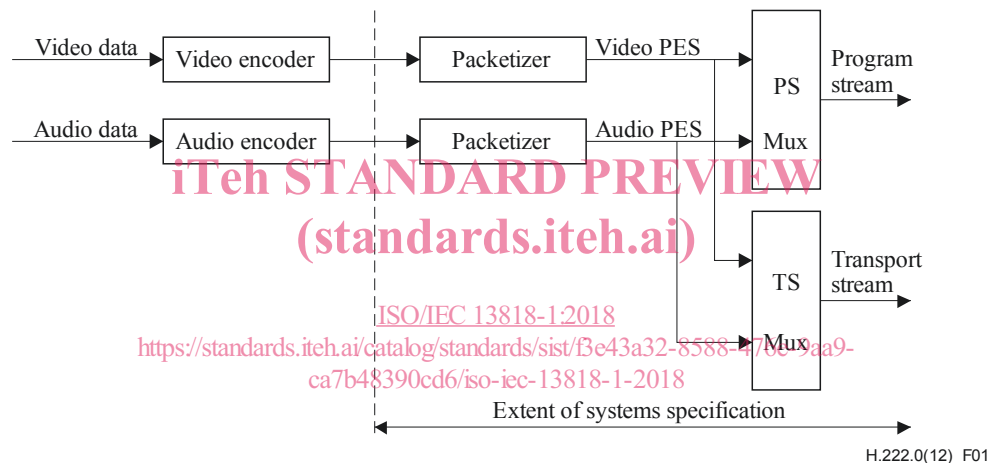 Video data
Video encoder
Packetizer
Video PES
PS
Mux
Program
stream
Audio data
Audio encoder
Packetizer
Audio PES
iTeh STANDARD PREVIEW
(standards.iteh.ai)
TS
Mux
Transport
stream
ISO/IEC 13818-1:2018
https://standards.iteh.ai/catalog/standards/sist/f3e43a32-8588-476e-9aa9-
ca7b48390cd6/iso-iec-13818-1-2018
Extent of systems specification
H.222.0(12)_F01